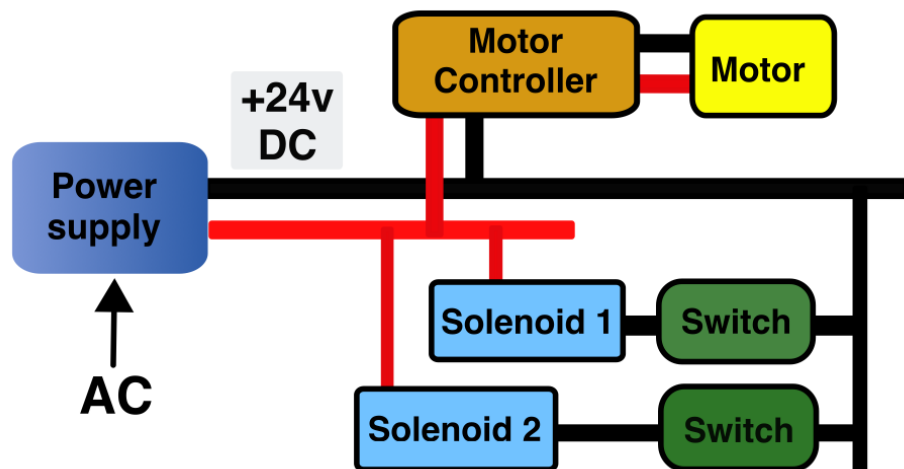 Motor
Controller
Motor
+24v
DC
Power
supply
Solenoid 1
Switch
AC
Solenoid 2
Switch